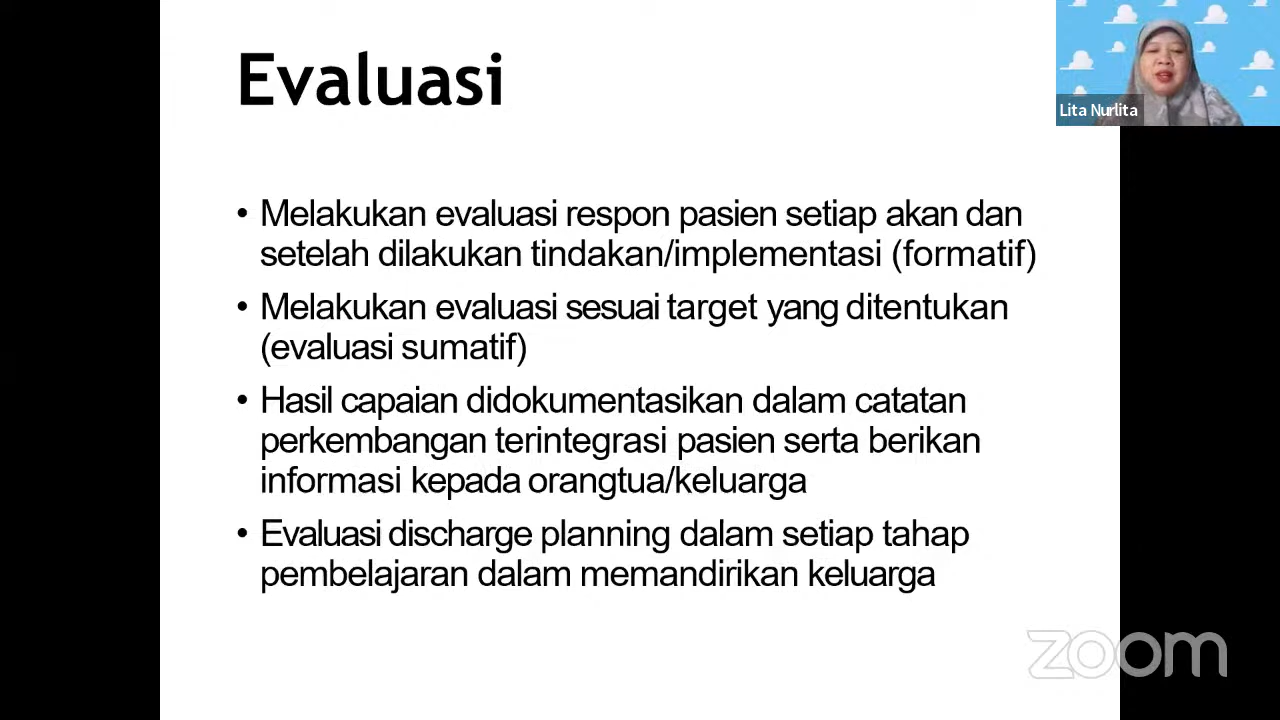 Evaluasi
Lita Nurlita
• Melakukan evaluasi respon pasien setiap akan dan
setelah dilakukan tindakan/implementasi (formatif)
• Melakukan evaluasi sesuai target yang ditentukan
(evaluasi sumatif)
• Hasil capaian didokumentasikan dalam catatan
perkembangan terintegrasi pasien serta berikan
informasi kepada orangtua/keluarga
• Evaluasi discharge planning dalam setiap tahap
pembelajaran dalam memandirikan keluarga
zoom